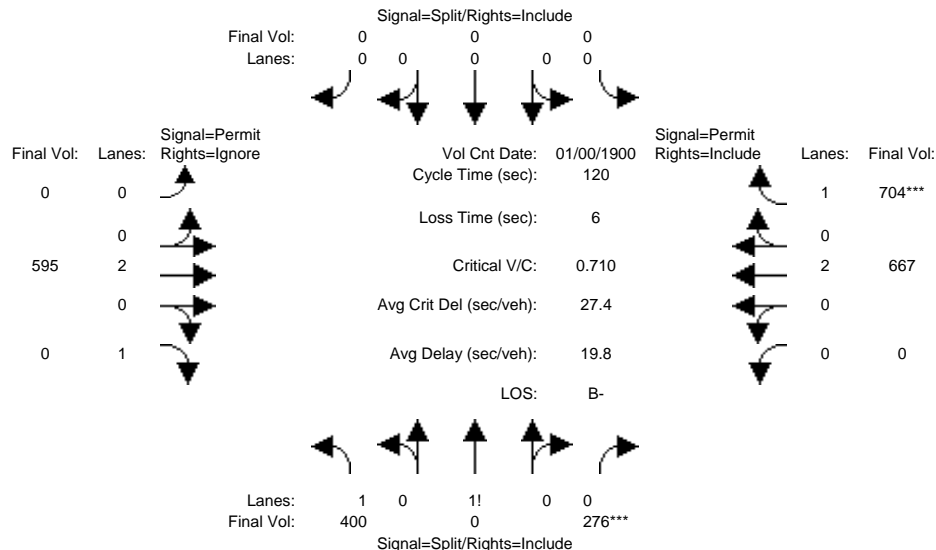 Signal=Split/Rights=Include
Final Vol: 0 0 0
Lanes: 0 0 0 0 0
Signal=Permit Signal=Permit
Final Vol: Lanes: Rights=Ignore Vol Cnt Date: 01/00/1900 Rights=Include Lanes: Final Vol:
Cycle Time (sec): 120
0 0 1 704***
Loss Time (sec): 6
0 0
595 2 Critical V/C: 0.710 2 667
0 Avg Crit Del (sec/veh): 27.4 0
0 1 Avg Delay (sec/veh): 19.8 0 0
LOS: B-
Lanes: 1 0 1! 0 0
Final Vol: 400 0 276***
Signal=Split/Rights=Include